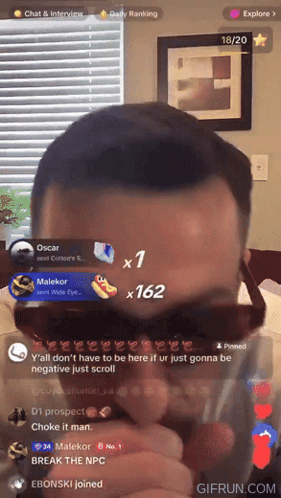 Chat & Interview
Daily Ranking
Explore >
18/20
Oscar
sent Cotton's S...
x1
Malekor
sent Wide Eye...
x162
Pinned
Y'all don't have to be here if ur just gonna be
negative just scroll
D1 prospect
Choke it man.
34 Malekor No. 1
BREAK THE NPC
EBONSKI joined
GIFRUN.COM